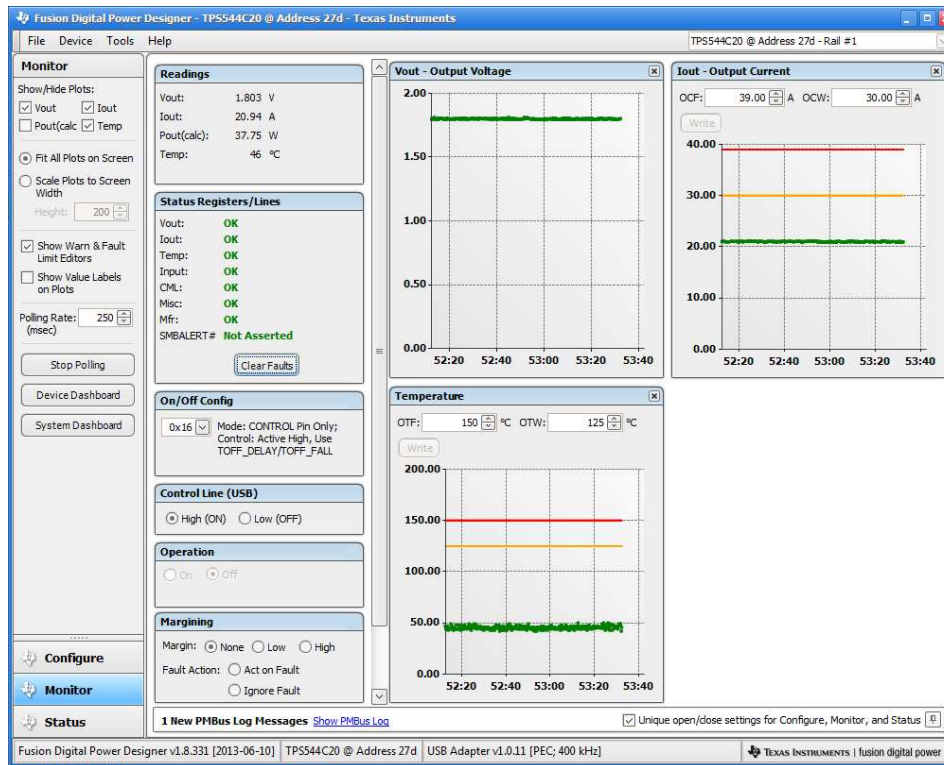 Fusion Digital Power Designer - TPS544C20 @ Address 27d - Texas Instruments
File Device Tools Help
TPS544C20 @ Address 27d - Rail #1
Monitor
Show/Hide Plots:
Vout Iout
Pout(calc Temp
Fit All Plots on Screen
Scale Plots to Screen
Width
Height: 200
Show Warn & Fault
Limit Editors
Show Value Labels
on Plots
Polling Rate: 250
(msec)
Stop Polling
Device Dashboard
System Dashboard
Configure
Monitor
Status
Readings
Vout: 1.803 V
Iout: 20.94 A
Pout(calc): 37.75 W
Temp: 46 °C
Status Registers/Lines
Vout: OK
Iout: OK
Temp: OK
Input: OK
CML: OK
Misc: OK
Mfr: OK
SMBALERT# Not Asserted
Clear Faults
On/Off Config
0x16 Mode: CONTROL Pin Only;
Control: Active High, Use
TOFF_DELAY/TOFF_FALL
Control Line (USB)
High (ON) Low (OFF)
Operation
On Off
Margining
Margin: None Low High
Fault Action: Act on Fault
Ignore Fault
Vout - Output Voltage
2.00
1.50
1.00
0.50
0.00
52:20 52:40 53:00 53:20 53:40
Iout - Output Current
OCF: 39.00 A OCW: 30.00 A
Write
40.00
30.00
20.00
10.00
0.00
52:20 52:40 53:00 53:20 53:40
Temperature
OTF: 150 °C OTW: 125 °C
Write
200.00
150.00
100.00
50.00
0.00
52:20 52:40 53:00 53:20 53:40
1 New PMBus Log Messages Show PMBus Log
Unique open/close settings for Configure, Monitor, and Status
Fusion Digital Power Designer v1.8.331 [2013-06-10] TPS544C20 @ Address 27d USB Adapter v1.0.11 [PEC; 400 kHz] TEXAS INSTRUMENTS | fusion digital power